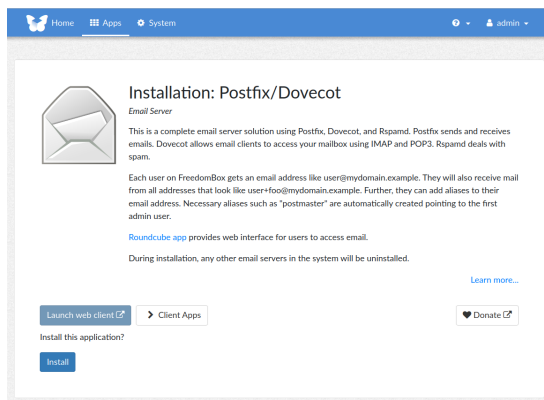 Home Apps System admin
Installation: Postfix/Dovecot
Email Server
This is a complete email server solution using Postfix, Dovecot, and Rspamd. Postfix sends and receives
emails. Dovecot allows email clients to access your mailbox using IMAP and POP3. Rspamd deals with
spam.
Each user on FreedomBox gets an email address like user@mydomain.example. They will also receive mail
from all addresses that look like user+foo@mydomain.example. Further, they can add aliases to their
email address. Necessary aliases such as "postmaster" are automatically created pointing to the first
admin user.
Roundcube app provides web interface for users to access email.
During installation, any other email servers in the system will be uninstalled.
Learn more...
Launch web client Client Apps Donate
Install this application?
Install